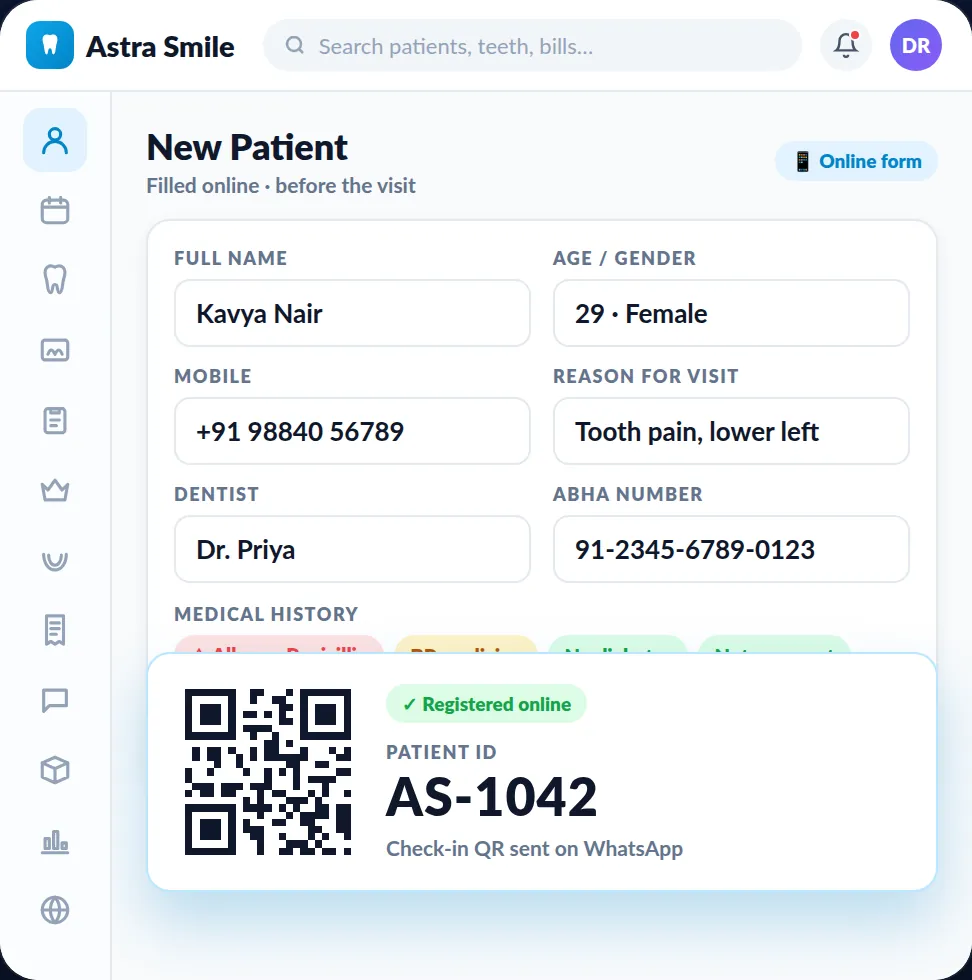 Astra Smile
Search patients, teeth, bills...
DR
New Patient
Filled online · before the visit
Online form
FULL NAME
AGE / GENDER
Kavya Nair
29 · Female
MOBILE
REASON FOR VISIT
+91 98840 56789
Tooth pain, lower left
DENTIST
ABHA NUMBER
Dr. Priya
91-2345-6789-0123
MEDICAL HISTORY
✓ Registered online
PATIENT ID
AS-1042
Check-in QR sent on WhatsApp